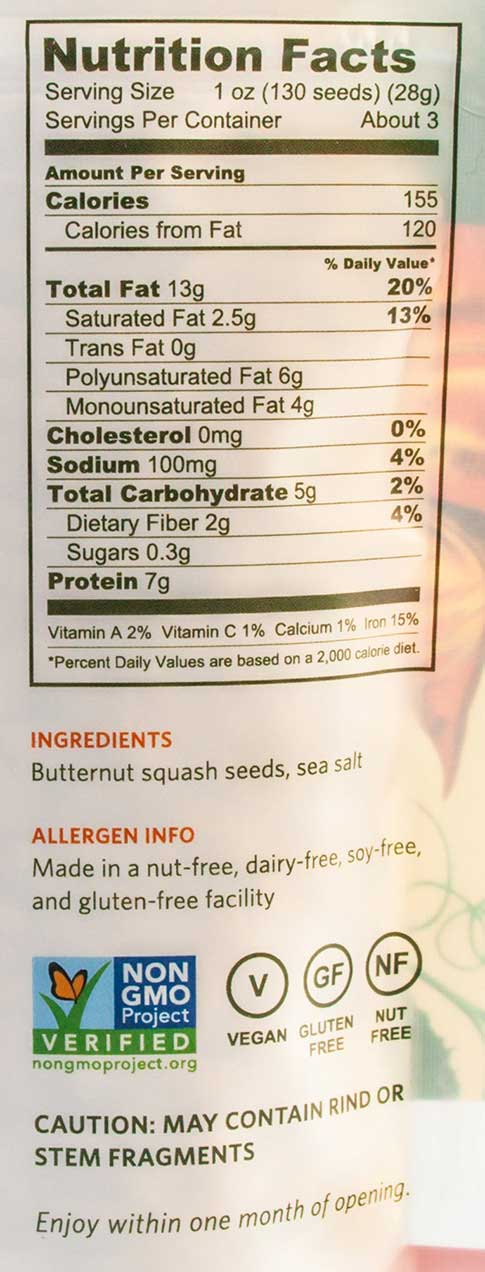 Nutrition Facts
Serving Size 1 oz (130 seeds) (28g)
Servings Per Container About 3
Amount Per Serving
Calories 155
Calories from Fat 120
% Daily Value*
Total Fat 13g 20%
Saturated Fat 2.5g 13%
Trans Fat 0g
Polyunsaturated Fat 6g
Monounsaturated Fat 4g
Cholesterol 0mg 0%
Sodium 100mg 4%
Total Carbohydrate 5g 2%
Dietary Fiber 2g 4%
Sugars 0.3g
Protein 7g
Vitamin A 2% Vitamin C 1% Calcium 1% Iron 15%
*Percent Daily Values are based on a 2,000 calorie diet.
INGREDIENTS
Butternut squash seeds, sea salt
ALLERGEN INFO
Made in a nut-free, dairy-free, soy-free,
and gluten-free facility
NON
GMO
Project
VERIFIED
nongmoproject.org
V
VEGAN
GF
GLUTEN
FREE
NF
NUT
FREE
CAUTION: MAY CONTAIN RIND OR
STEM FRAGMENTS
Enjoy within one month of opening.